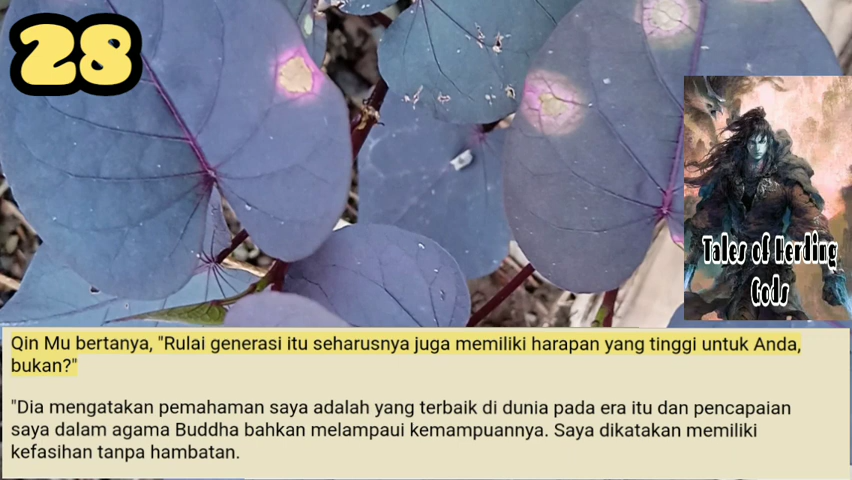 28
Tales of Herding
Gods
Qin Mu bertanya, "Rulai generasi itu seharusnya juga memiliki harapan yang tinggi untuk Anda,
bukan?"
"Dia mengatakan pemahaman saya adalah yang terbaik di dunia pada era itu dan pencapaian
saya dalam agama Buddha bahkan melampaui kemampuannya. Saya dikatakan memiliki
kefasihan tanpa hambatan.